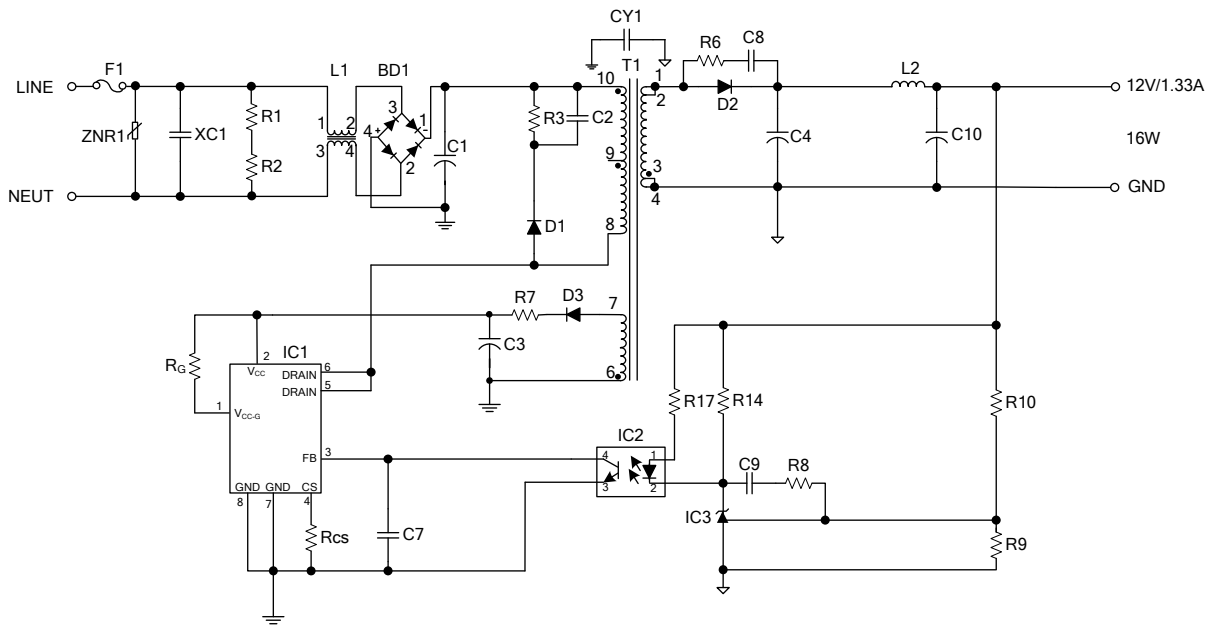 CY1
R6
C8
T1
F1
L1
BD1
L2
LINE
10
1
2
D2
12V/1.33A
3
1
2
4
+
1
-
R1
R3
C2
ZNR1
XC1
C1
C4
C10
16W
3
4
2
9
3
R2
4
NEUT
GND
8
D1
R7
D3
7
C3
IC1
RG
2
VCC
6
DRAIN
6
5
DRAIN
R17
R14
R10
1
VCC-G
IC2
3
FB
4
1
C9
R8
3
2
GND
GND
CS
8
7
4
IC3
Rcs
C7
R9